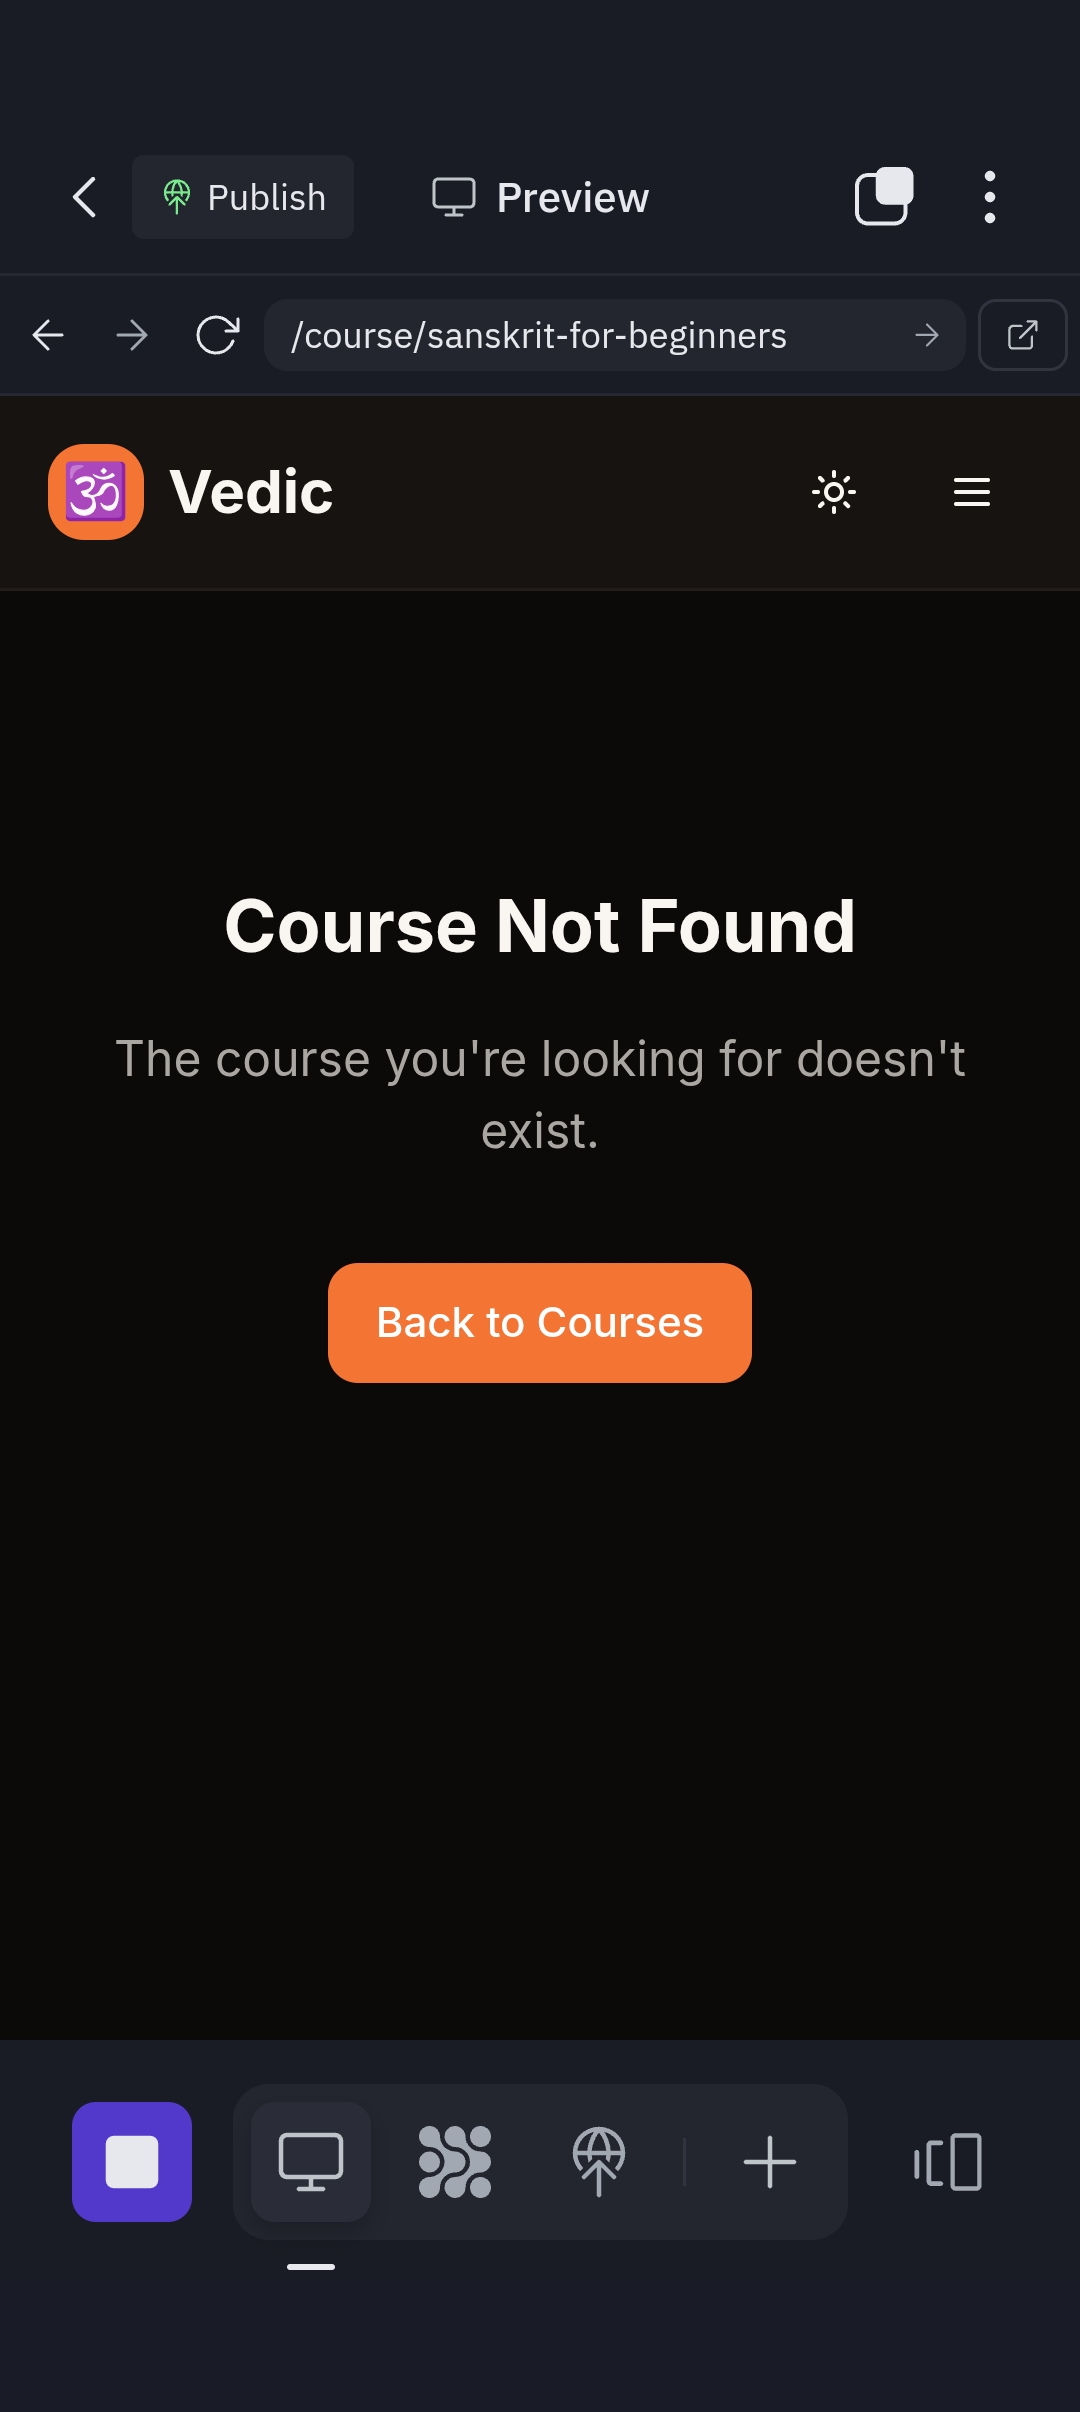 Publish
Preview
/course/sanskrit-for-beginners
🕉 Vedic
Course Not Found
The course you're looking for doesn't
exist.
Back to Courses